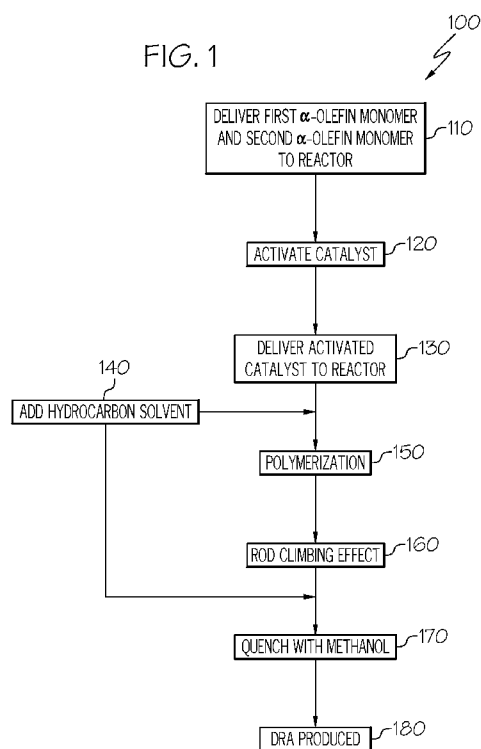 FIG. 1
100
DELIVER FIRST α-OLEFIN MONOMER
AND SECOND α-OLEFIN MONOMER
TO REACTOR
110
ACTIVATE CATALYST
120
DELIVER ACTIVATED
CATALYST TO REACTOR
130
140
ADD HYDROCARBON SOLVENT
POLYMERIZATION
150
ROD CLIMBING EFFECT
160
QUENCH WITH METHANOL
170
DRA PRODUCED
180